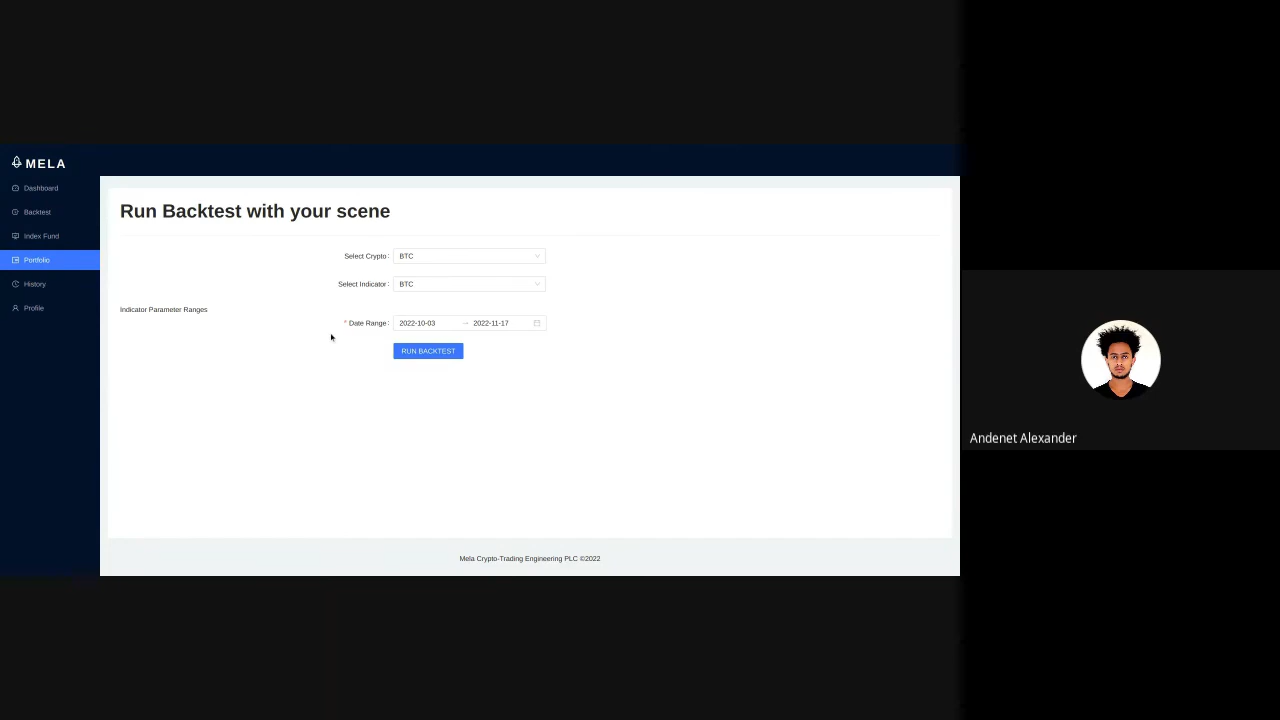 MELA
Dashboard
Backtest
Index Fund
Portfolio
History
Profile
Run Backtest with your scene
Select Crypto: BTC
Select Indicator: BTC
Indicator Parameter Ranges
* Date Range: 2022-10-03 → 2022-11-17
RUN BACKTEST
Mela Crypto-Trading Engineering PLC ©2022
Andenet Alexander